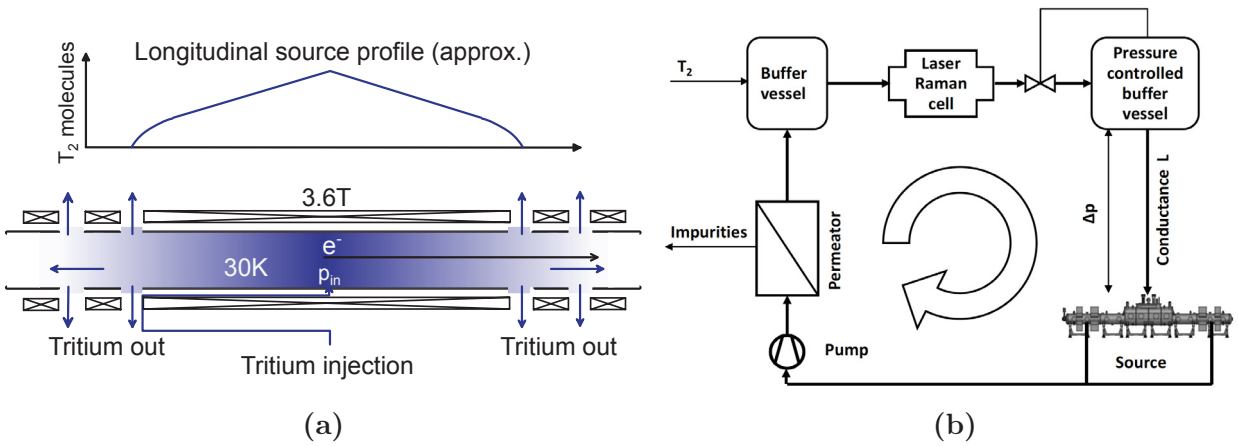 Longitudinal source profile (approx.)
T₂ molecules
3.6T
e⁻
30K
pᵢₙ
Tritium out
Tritium out
Tritium injection
(a)
T₂
Buffer
vessel
Laser
Raman
cell
Pressure
controlled
buffer
vessel
Δp
Conductance L
Impurities
Permeator
Pump
Source
(b)